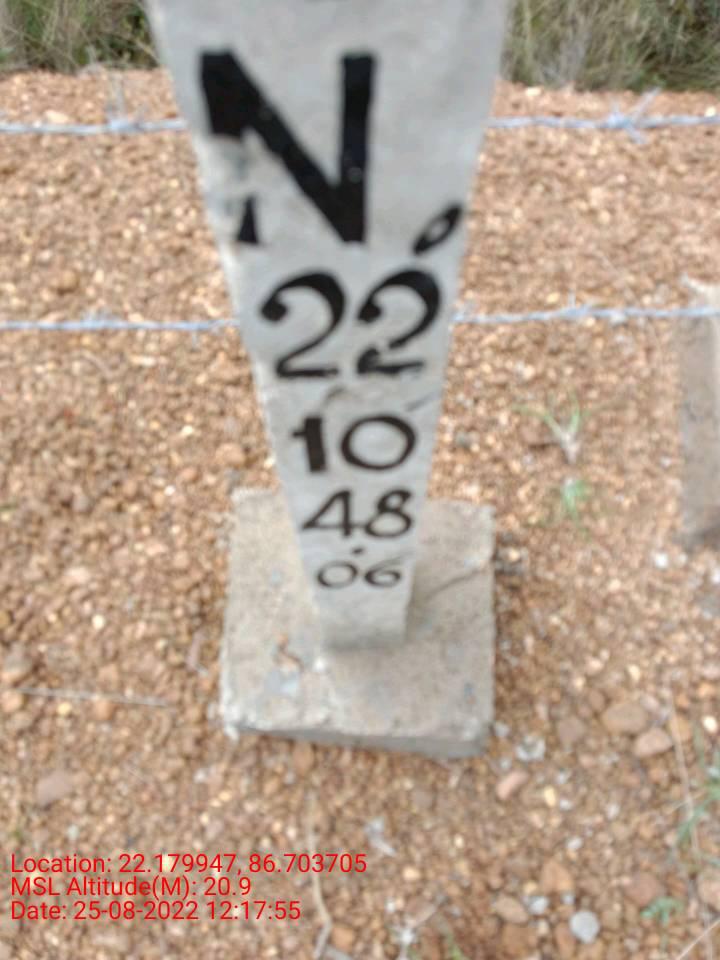 N.
22
10
48
.
06
Location: 22.179947, 86.703705
MSL Altitude(M): 20.9
Date: 25-08-2022 12:17:55